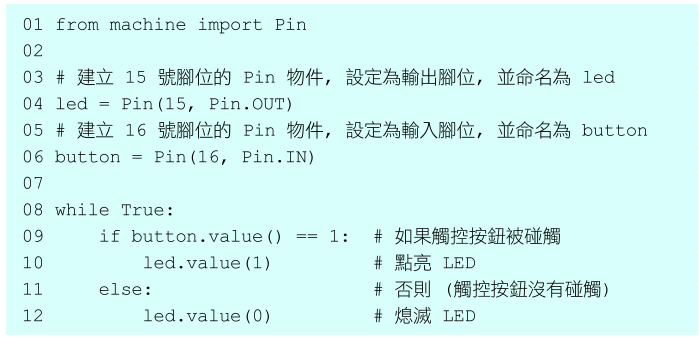 01 from machine import Pin
02
03 # 建立 15 號腳位的 Pin 物件, 設定為輸出腳位, 並命名為 led
04 led = Pin(15, Pin.OUT)
05 # 建立 16 號腳位的 Pin 物件, 設定為輸入腳位, 並命名為 button
06 button = Pin(16, Pin.IN)
07
08 while True:
09     if button.value() == 1:  # 如果觸控按鈕被碰觸
10         led.value(1)         # 點亮 LED
11     else:                    # 否則 (觸控按鈕沒有碰觸)
12         led.value(0)         # 熄滅 LED